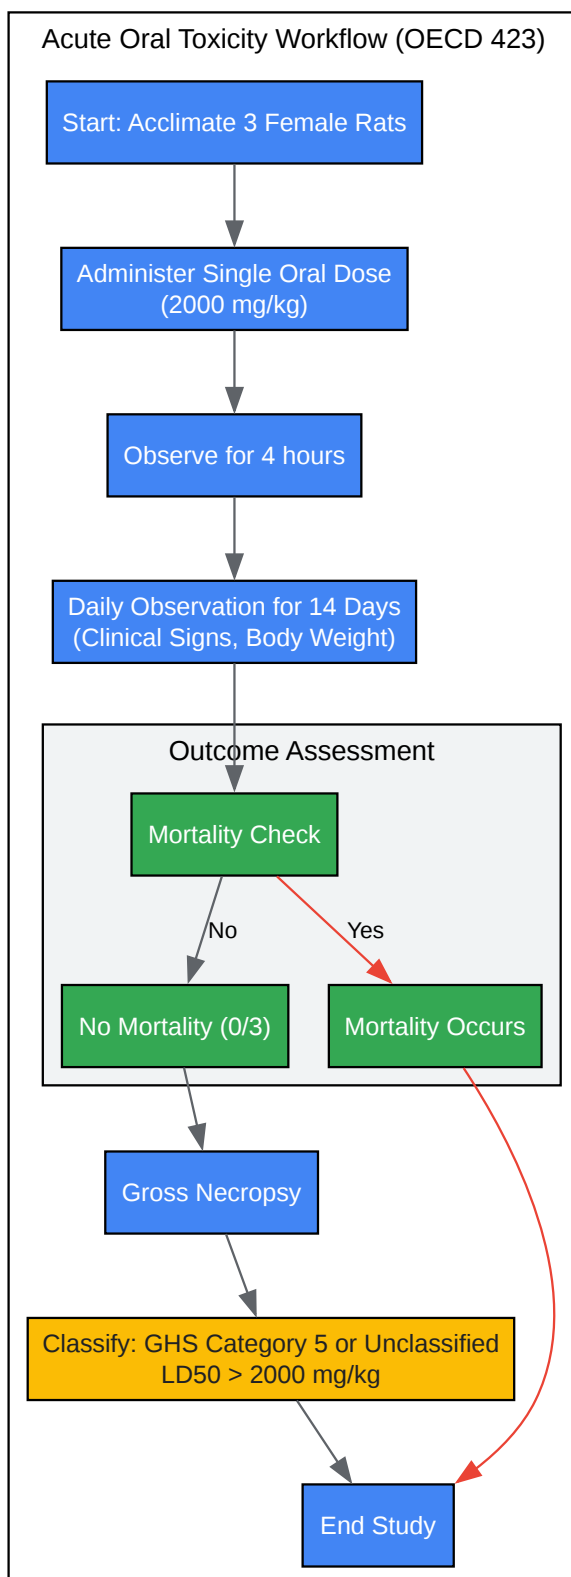 Acute Oral Toxicity Workflow (OECD 423)
Start: Acclimate 3 Female Rats
Administer Single Oral Dose
(2000 mg/kg)
Observe for 4 hours
Daily Observation for 14 Days
(Clinical Signs, Body Weight)
Outcome Assessment
Mortality Check
No
Yes
No Mortality (0/3)
Mortality Occurs
Gross Necropsy
Classify: GHS Category 5 or Unclassified
LD50 > 2000 mg/kg
End Study